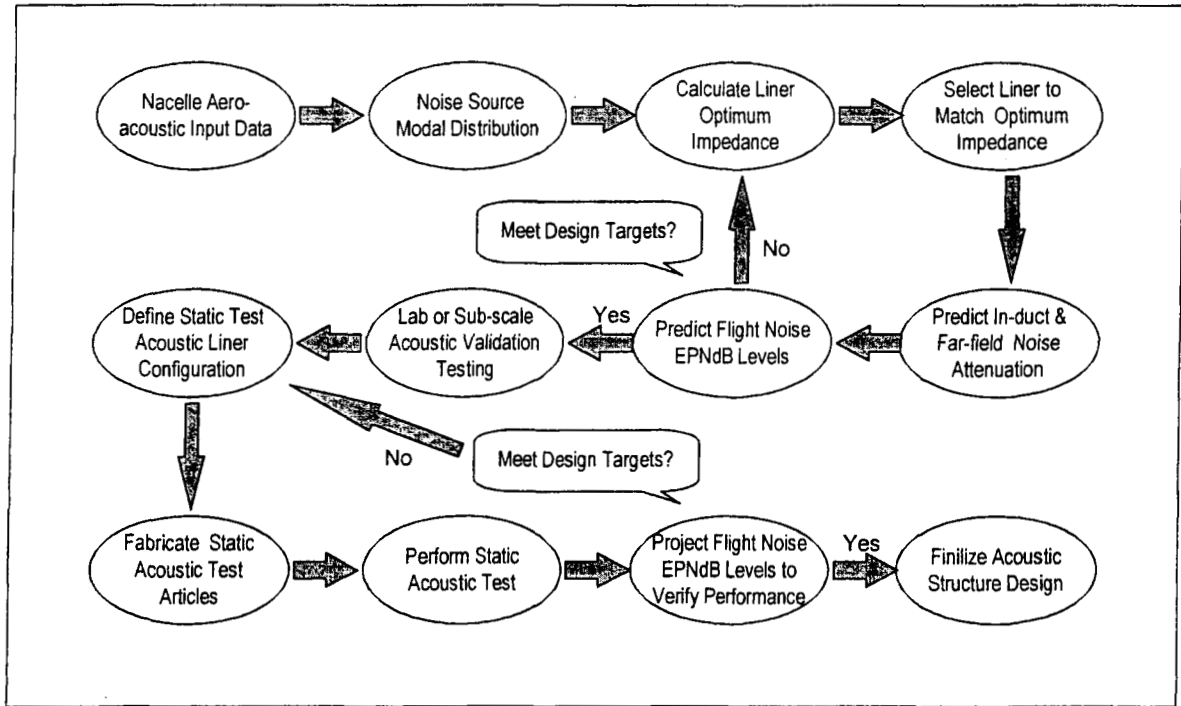 Nacelle Aero-
acoustic Input Data
Noise Source
Modal Distribution
Calculate Liner
Optimum
Impedance
Select Liner to
Match Optimum
Impedance
Meet Design Targets?
No
Define Static Test
Acoustic Liner
Configuration
Lab or Sub-scale
Acoustic Validation
Testing
Yes
Predict Flight Noise
EPNdB Levels
Predict In-duct &
Far-field Noise
Attenuation
No
Meet Design Targets?
Fabricate Static
Acoustic Test
Articles
Perform Static
Acoustic Test
Project Flight Noise
EPNdB Levels to
Verify Performance
Yes
Finilize Acoustic
Structure Design